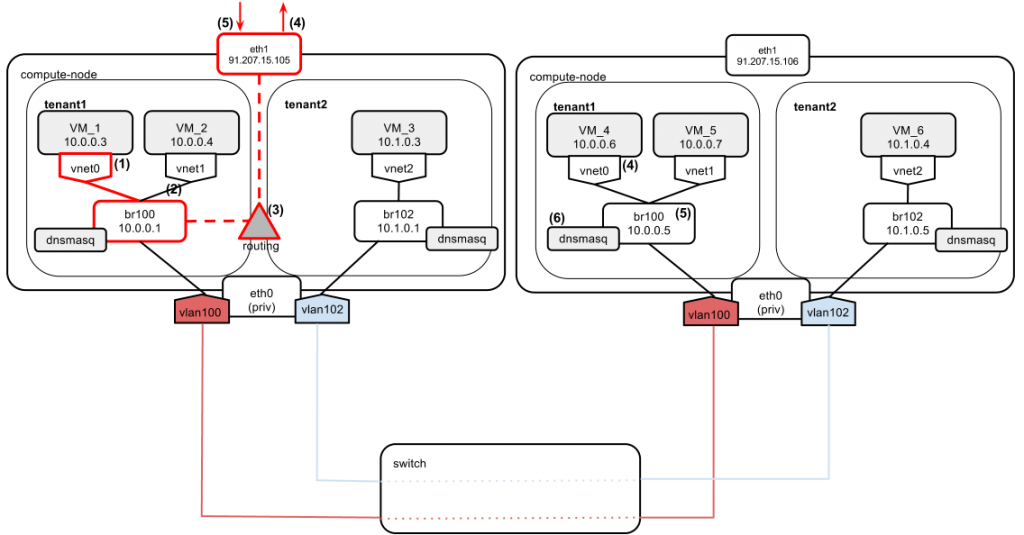 (5)
(4)
eth1
91.207.15.105
compute-node
tenant1
tenant2
VM_1
10.0.0.3
VM_2
10.0.0.4
VM_3
10.1.0.3
vnet0
(1)
vnet1
vnet2
(2)
br100
10.0.0.1
(3)
br102
10.1.0.1
dnsmasq
routing
dnsmasq
eth0
(priv)
vlan100
vlan102
eth1
91.207.15.106
compute-node
tenant1
tenant2
VM_4
10.0.0.6
VM_5
10.0.0.7
VM_6
10.1.0.4
vnet0
(4)
vnet1
vnet2
br100
10.0.0.5
(5)
br102
10.1.0.5
(6)
dnsmasq
dnsmasq
eth0
(priv)
vlan100
vlan102
switch